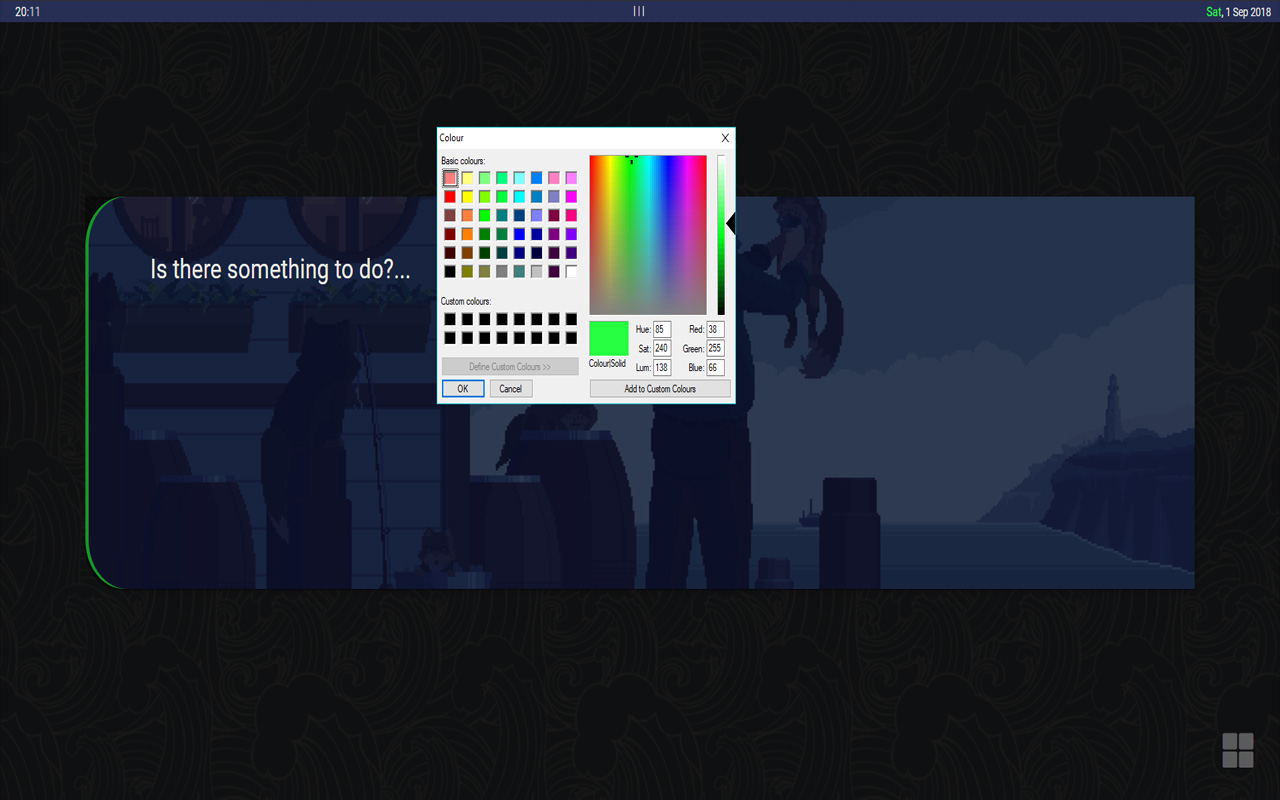 20:11
Sat, 1 Sep 2018
Colour
Basic colours:
Is there something to do?...
Custom colours:
Define Custom Colours >>
OK
Cancel
Colour|Solid
Hue: 85
Sat: 240
Lum: 138
Red: 38
Green: 255
Blue: 66
Add to Custom Colours